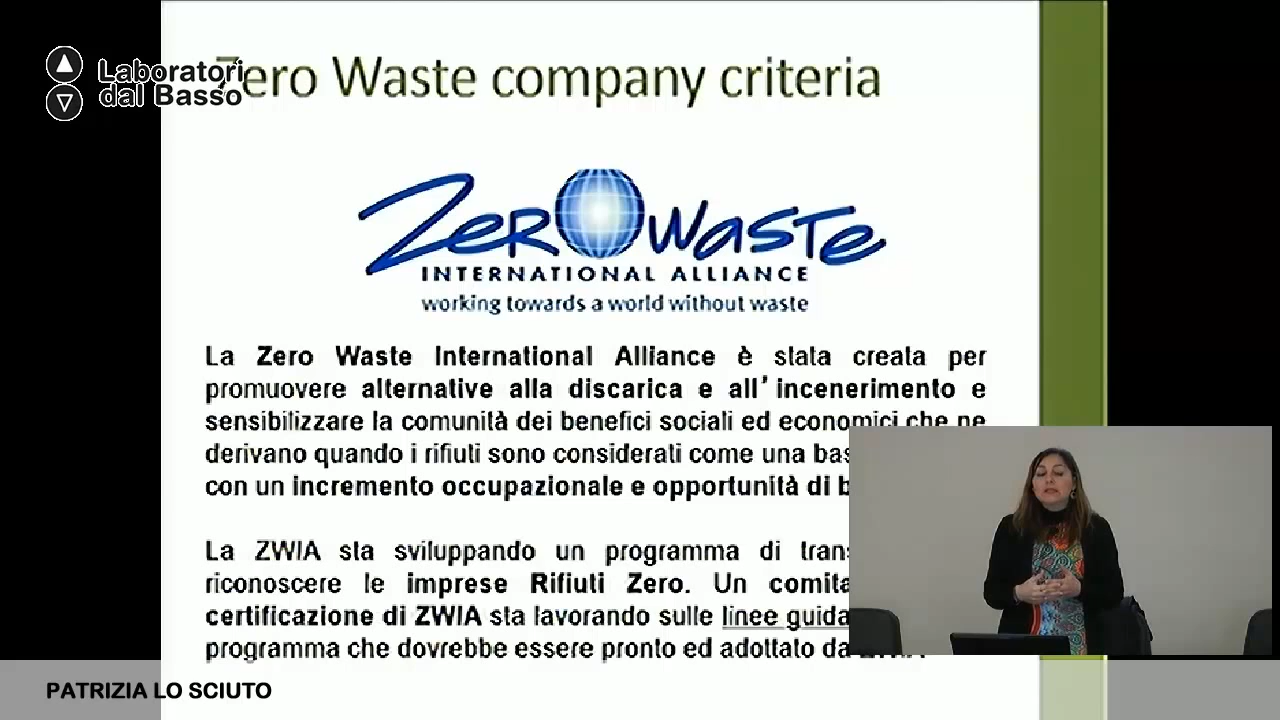 Laboratori
dal Basso
Zero Waste company criteria
ZeroWaste
INTERNATIONAL ALLIANCE
working towards a world without waste
La Zero Waste International Alliance è stata creata per
promuovere alternative alla discarica e all'incenerimento e
sensibilizzare la comunità dei benefici sociali ed economici che ne
derivano quando i rifiuti sono considerati come una
con un incremento occupazionale e opportunità di
La ZWIA sta sviluppando un programma di
riconoscere le imprese Rifiuti Zero. Un
certificazione di ZWIA sta lavorando sulle linee guida
programma che dovrebbe essere pronto ed adottato da ZWIA.
PATRIZIA LO SCIUTO